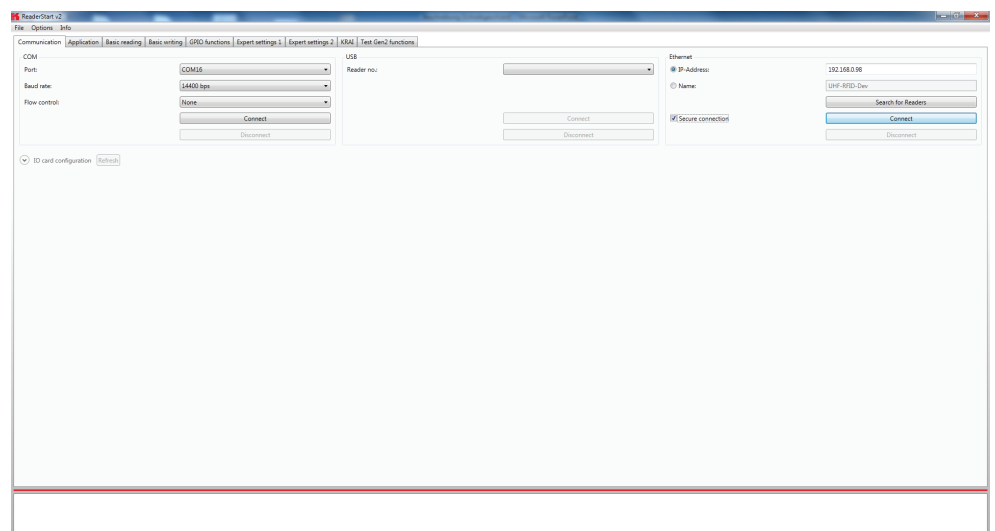 ReaderStart v2
File Options Info
Communication Application Basic reading Basic writing GPIO functions Expert settings 1 Expert settings 2 KRAI Test Gen2 functions
COM
Port: COM16
Baud rate: 14400 bps
Flow control: None
Connect
Disconnect
USB
Reader no.:
Connect
Disconnect
Ethernet
IP-Address: 192.168.0.98
Name: UHF-RFID-Dev
Search for Readers
Secure connection Connect
Disconnect
IO card configuration Refresh